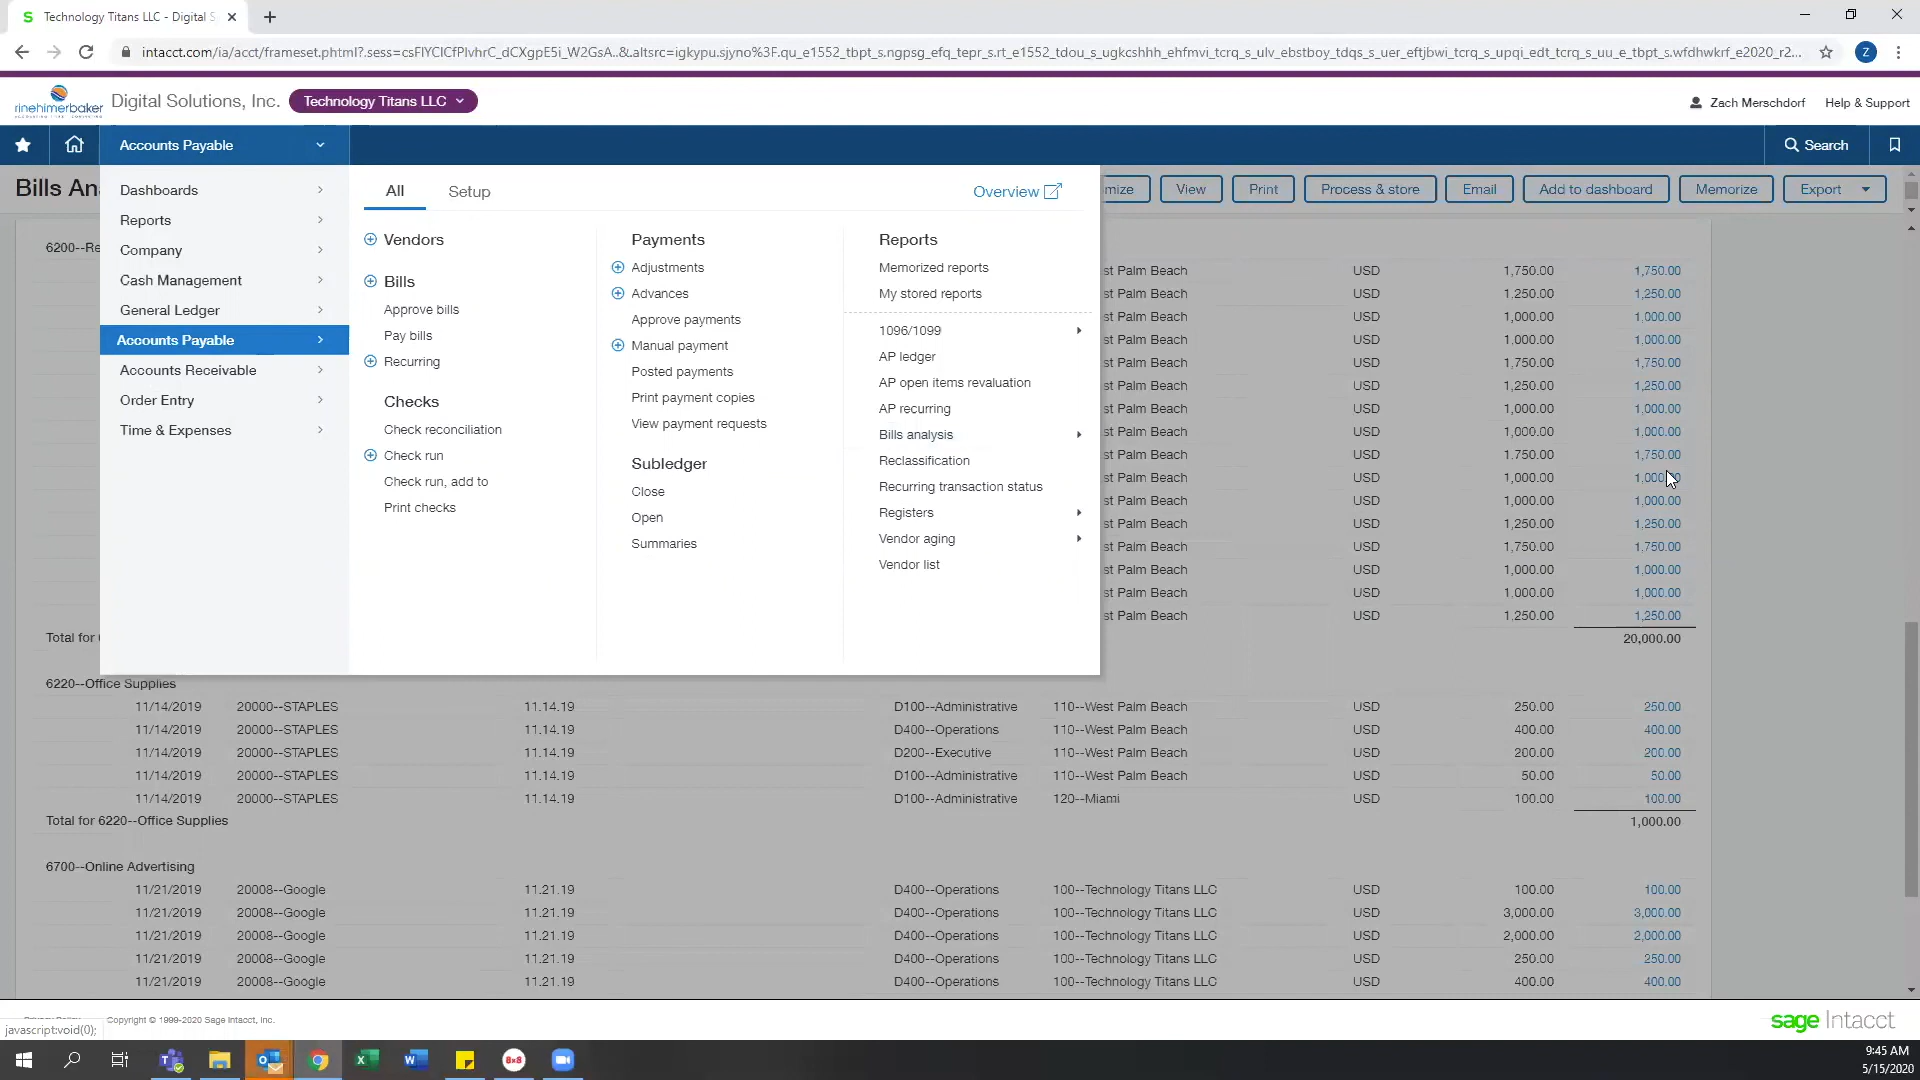 Technology Titans LLC - Digital S
intacct.com/ia/acct/frameset.phtml?.sess=csFlYClCfPlvhrC_dCXgpE5i_W2GsA..&.altsrc=igkypu.sjyno%3F.qu_e1552_tbpt_s.ngpsg_efq_tepr_s.rt_e1552_tdou_s_ugkcshhh_ehfmvi_tcrq_s_ulv_ebstboy_tdqs_s_uer_eftjbwi_tcrq_s_upqi_edt_tcrq_s_uu_e_tbpt_s.wfdhwkrf_e2020_r2...
Z
rinehimerbaker
Digital Solutions, Inc.
Technology Titans LLC
Zach Merschdorf
Help & Support
Accounts Payable
Search
Bills An
mize
View
Print
Process & store
Email
Add to dashboard
Memorize
Export
Dashboards
Reports
Company
Cash Management
General Ledger
Accounts Payable
Accounts Receivable
Order Entry
Time & Expenses
All
Setup
Overview
Vendors
Bills
Approve bills
Pay bills
Recurring
Checks
Check reconciliation
Check run
Check run, add to
Print checks
Payments
Adjustments
Advances
Approve payments
Manual payment
Posted payments
Print payment copies
View payment requests
Subledger
Close
Open
Summaries
Reports
Memorized reports
My stored reports
1096/1099
AP ledger
AP open items revaluation
AP recurring
Bills analysis
Reclassification
Recurring transaction status
Registers
Vendor aging
Vendor list
6200--Re
st Palm Beach USD 1,750.00 1,750.00
st Palm Beach USD 1,250.00 1,250.00
st Palm Beach USD 1,000.00 1,000.00
st Palm Beach USD 1,000.00 1,000.00
st Palm Beach USD 1,750.00 1,750.00
st Palm Beach USD 1,250.00 1,250.00
st Palm Beach USD 1,000.00 1,000.00
st Palm Beach USD 1,000.00 1,000.00
st Palm Beach USD 1,750.00 1,750.00
st Palm Beach USD 1,000.00 1,000.00
st Palm Beach USD 1,000.00 1,000.00
st Palm Beach USD 1,250.00 1,250.00
st Palm Beach USD 1,750.00 1,750.00
st Palm Beach USD 1,000.00 1,000.00
st Palm Beach USD 1,000.00 1,000.00
st Palm Beach USD 1,250.00 1,250.00
Total for 20,000.00
6220--Office Supplies
11/14/2019 20000--STAPLES 11.14.19 D100--Administrative 110--West Palm Beach USD 250.00 250.00
11/14/2019 20000--STAPLES 11.14.19 D400--Operations 110--West Palm Beach USD 400.00 400.00
11/14/2019 20000--STAPLES 11.14.19 D200--Executive 110--West Palm Beach USD 200.00 200.00
11/14/2019 20000--STAPLES 11.14.19 D100--Administrative 110--West Palm Beach USD 50.00 50.00
11/14/2019 20000--STAPLES 11.14.19 D100--Administrative 120--Miami USD 100.00 100.00
Total for 6220--Office Supplies 1,000.00
6700--Online Advertising
11/21/2019 20008--Google 11.21.19 D400--Operations 100--Technology Titans LLC USD 100.00 100.00
11/21/2019 20008--Google 11.21.19 D400--Operations 100--Technology Titans LLC USD 3,000.00 3,000.00
11/21/2019 20008--Google 11.21.19 D400--Operations 100--Technology Titans LLC USD 2,000.00 2,000.00
11/21/2019 20008--Google 11.21.19 D400--Operations 100--Technology Titans LLC USD 250.00 250.00
11/21/2019 20008--Google 11.21.19 D400--Operations 100--Technology Titans LLC USD 400.00 400.00
Copyright © 1999-2020 Sage Intacct, Inc.
javascript:void(0);
sage Intacct
8x8
9:45 AM
5/15/2020